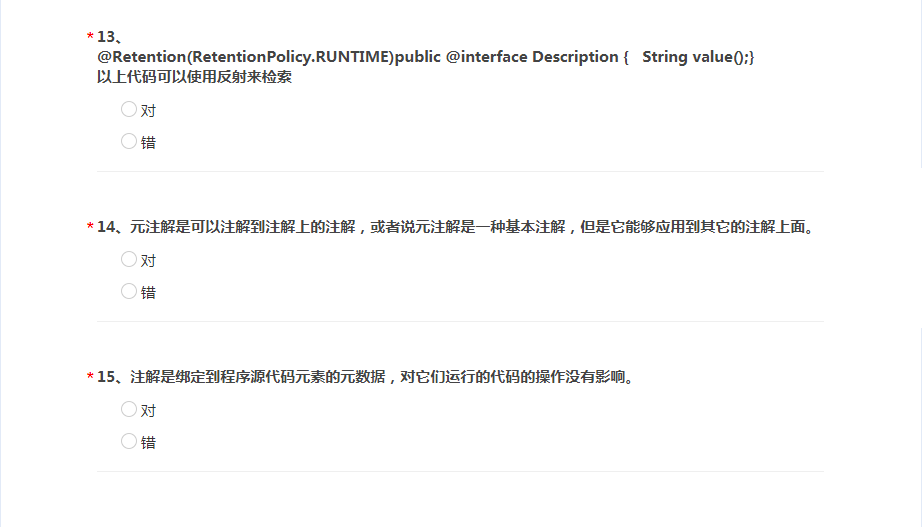 * 13、
@Retention(RetentionPolicy.RUNTIME)public @interface Description {   String value();}
以上代码可以使用反射来检索
对
错
* 14、元注解是可以注解到注解上的注解，或者说元注解是一种基本注解，但是它能够应用到其它的注解上面。
对
错
* 15、注解是绑定到程序源代码元素的元数据，对它们运行的代码的操作没有影响。
对
错